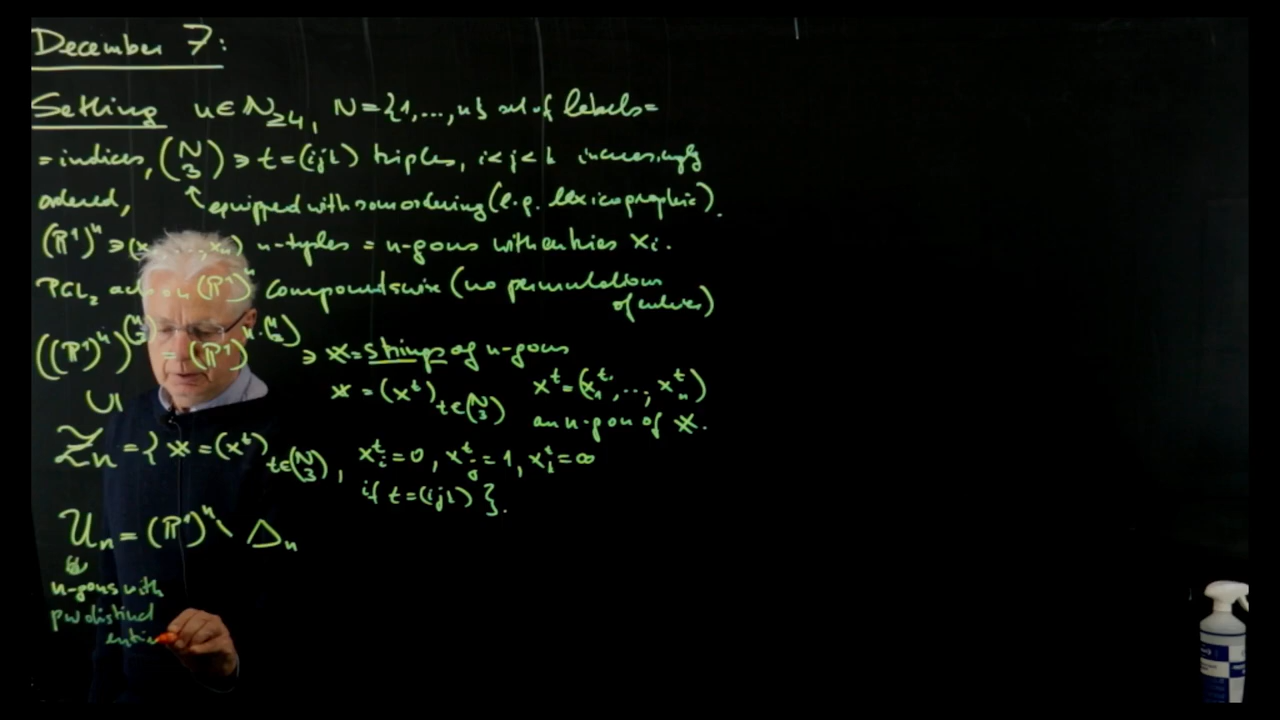 December 7:
Setting n∈ℕ≥4, N={1,...,n} set of labels=
=indices, (N 3) ∋ t=(ijk) triples, i<j<k increasingly
ordered, ↖ equipped with some ordering (e.g. lexicographic).
(ℙ¹)ⁿ ∋ (x₁,...,xₙ) n-tuples = n-gons with entries xᵢ.
PGL₂ acts on (ℙ¹)ⁿ componentwise (no permutations
of entries)
((ℙ¹)ⁿ)^(n 3) = (ℙ¹)^{n·(n 3)} ∋ 𝕩=strings of n-gons
𝕩=(xᵗ)_{t∈(N 3)} xᵗ=(x₁ᵗ,...,xₙᵗ)
∪| an n-gon of 𝕩.
𝒵ₙ={𝕩=(xᵗ)_{t∈(N 3)}, xᵢᵗ=0, xⱼᵗ=1, xₖᵗ=∞
if t=(ijk)}.
𝒰ₙ=(ℙ¹)ⁿ \ Δₙ
n-gons with
pw distinct
entrie